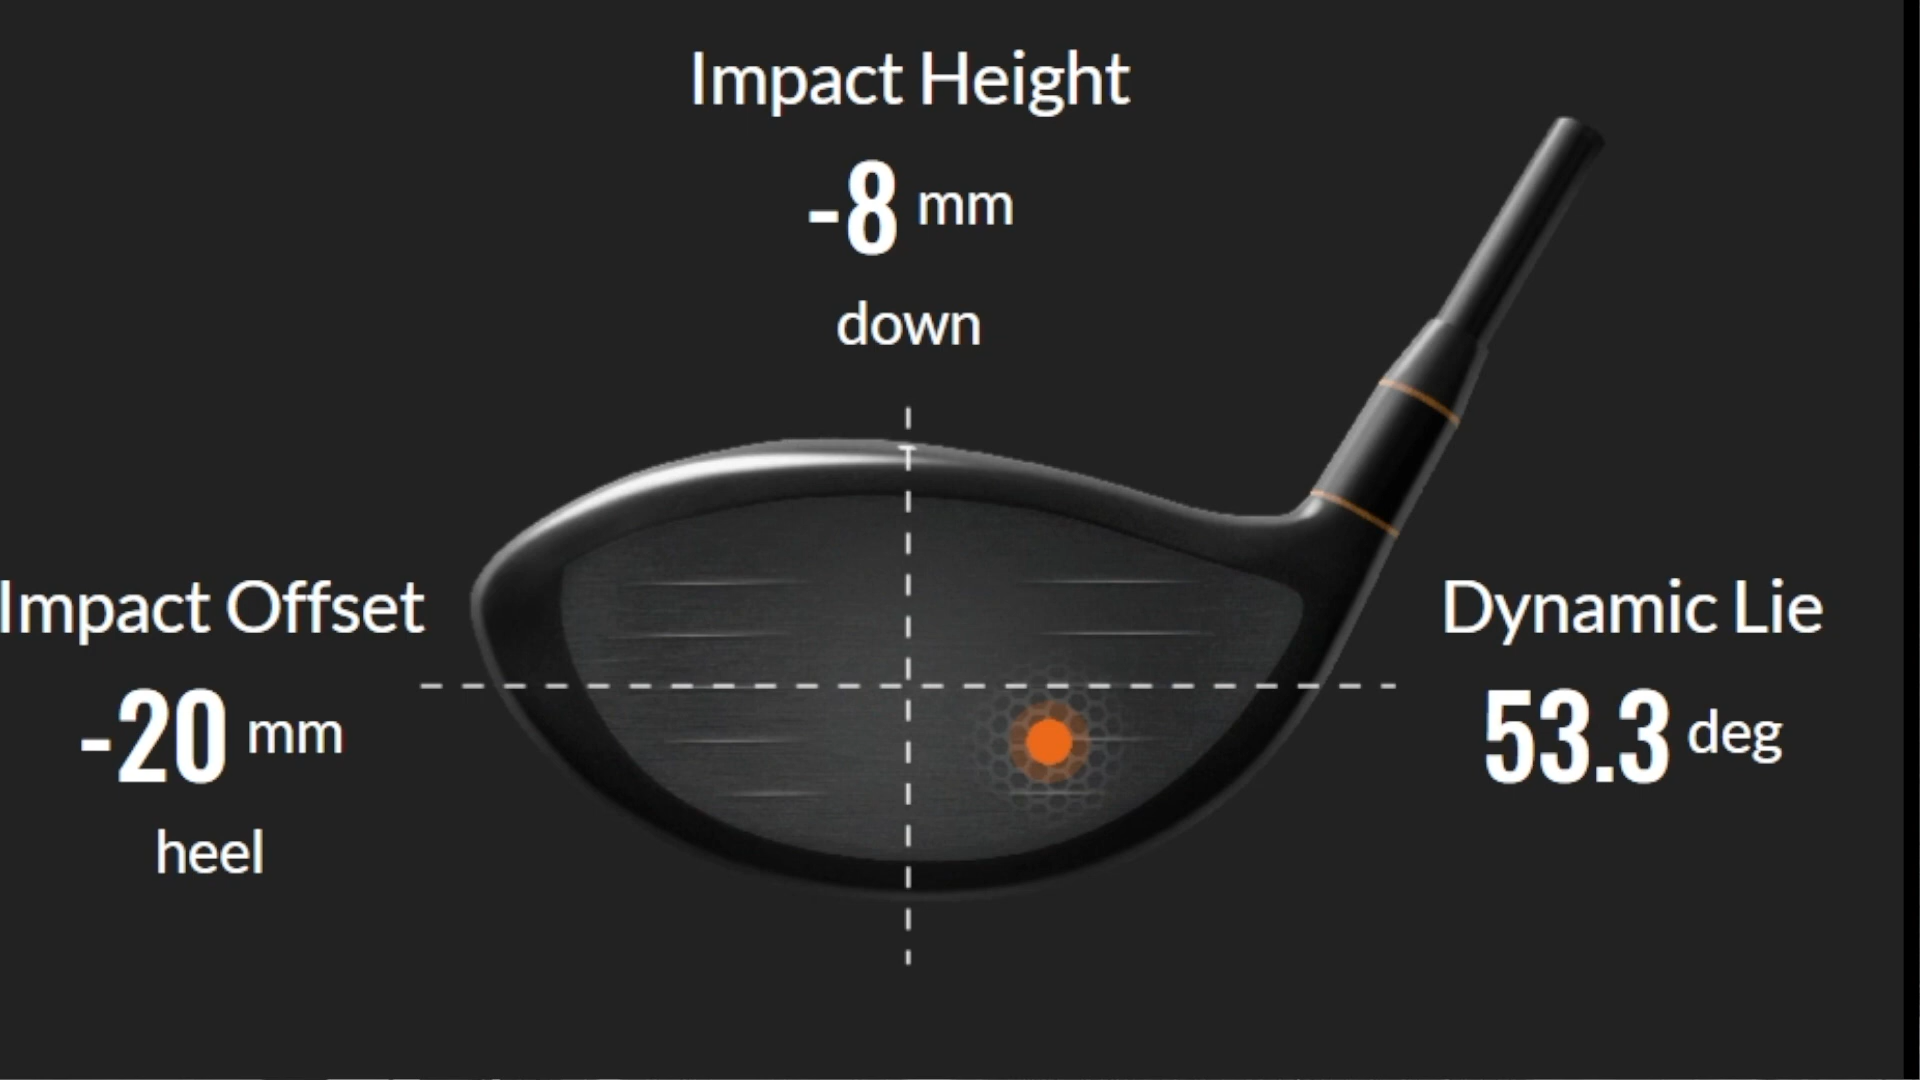 Impact Height
-8 mm
down
Impact Offset
-20 mm
heel
Dynamic Lie
53.3 deg